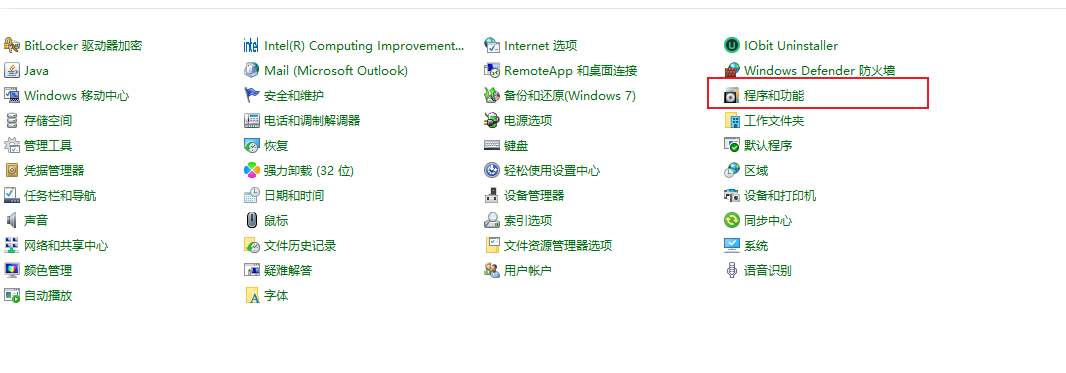 BitLocker 驱动器加密
Intel(R) Computing Improvement...
Internet 选项
IObit Uninstaller
Java
Mail (Microsoft Outlook)
RemoteApp 和桌面连接
Windows Defender 防火墙
Windows 移动中心
安全和维护
备份和还原(Windows 7)
程序和功能
存储空间
电话和调制解调器
电源选项
工作文件夹
管理工具
恢复
键盘
默认程序
凭据管理器
强力卸载 (32 位)
轻松使用设置中心
区域
任务栏和导航
日期和时间
设备管理器
设备和打印机
声音
鼠标
索引选项
同步中心
网络和共享中心
文件历史记录
文件资源管理器选项
系统
颜色管理
疑难解答
用户帐户
语音识别
自动播放
字体